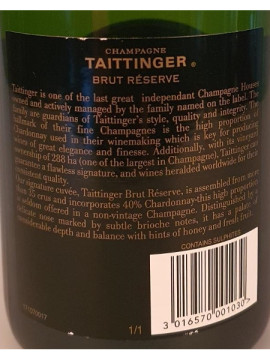 CHAMPAGNE
TAITTINGER®
BRUT RÉSERVE
Taittinger is one of the last great independent Champagne Houses
owned and actively managed by the family named on the label. The
family are guardians of Taittinger's style, quality and integrity. The
hallmark of their fine Champagnes is the high proportion of
Chardonnay used in their winemaking which is key for producing
wines of great elegance and finesse. Additionally, with its
ownership of 288 ha (one of the largest in Champagne), Taittinger can
guarantee a flawless signature, and wines heralded worldwide for their
consistent quality.
Our signature cuvée, Taittinger Brut Réserve, is assembled from more
than 35 crus and incorporates 40% Chardonnay-this high proportion
is seldom offered in a non-vintage Champagne. Distinguished by a
delicate nose marked by subtle brioche notes, it has a palate of
considerable depth and balance with hints of honey and fresh fruit.
CONTAINS SULPHITES
1/1
3 016570 001030 >